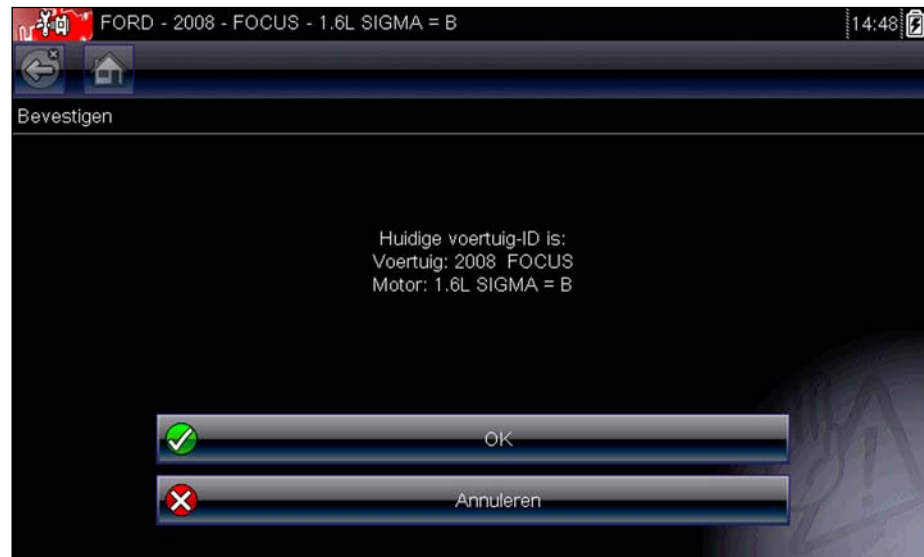 FORD - 2008 - FOCUS - 1.6L SIGMA = B
14:48
Bevestigen
Huidige voertuig-ID is:
Voertuig: 2008  FOCUS
Motor: 1.6L SIGMA = B
OK
Annuleren